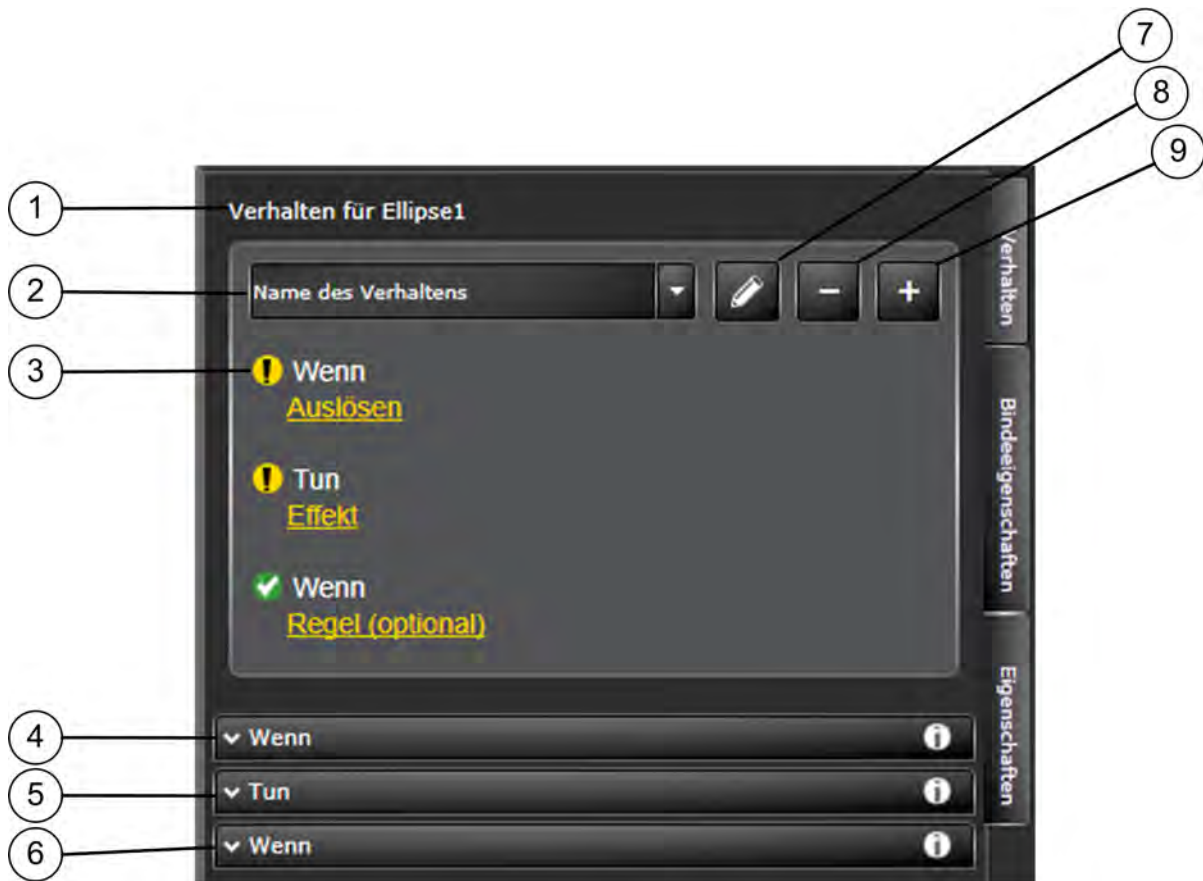 7
8
9
1
Verhalten für Ellipse1
2
Name des Verhaltens
3
Wenn
Auslösen
Tun
Effekt
Wenn
Regel (optional)
4
Wenn
5
Tun
6
Wenn
Verhalten
Bindeeigenschaften
Eigenschaften